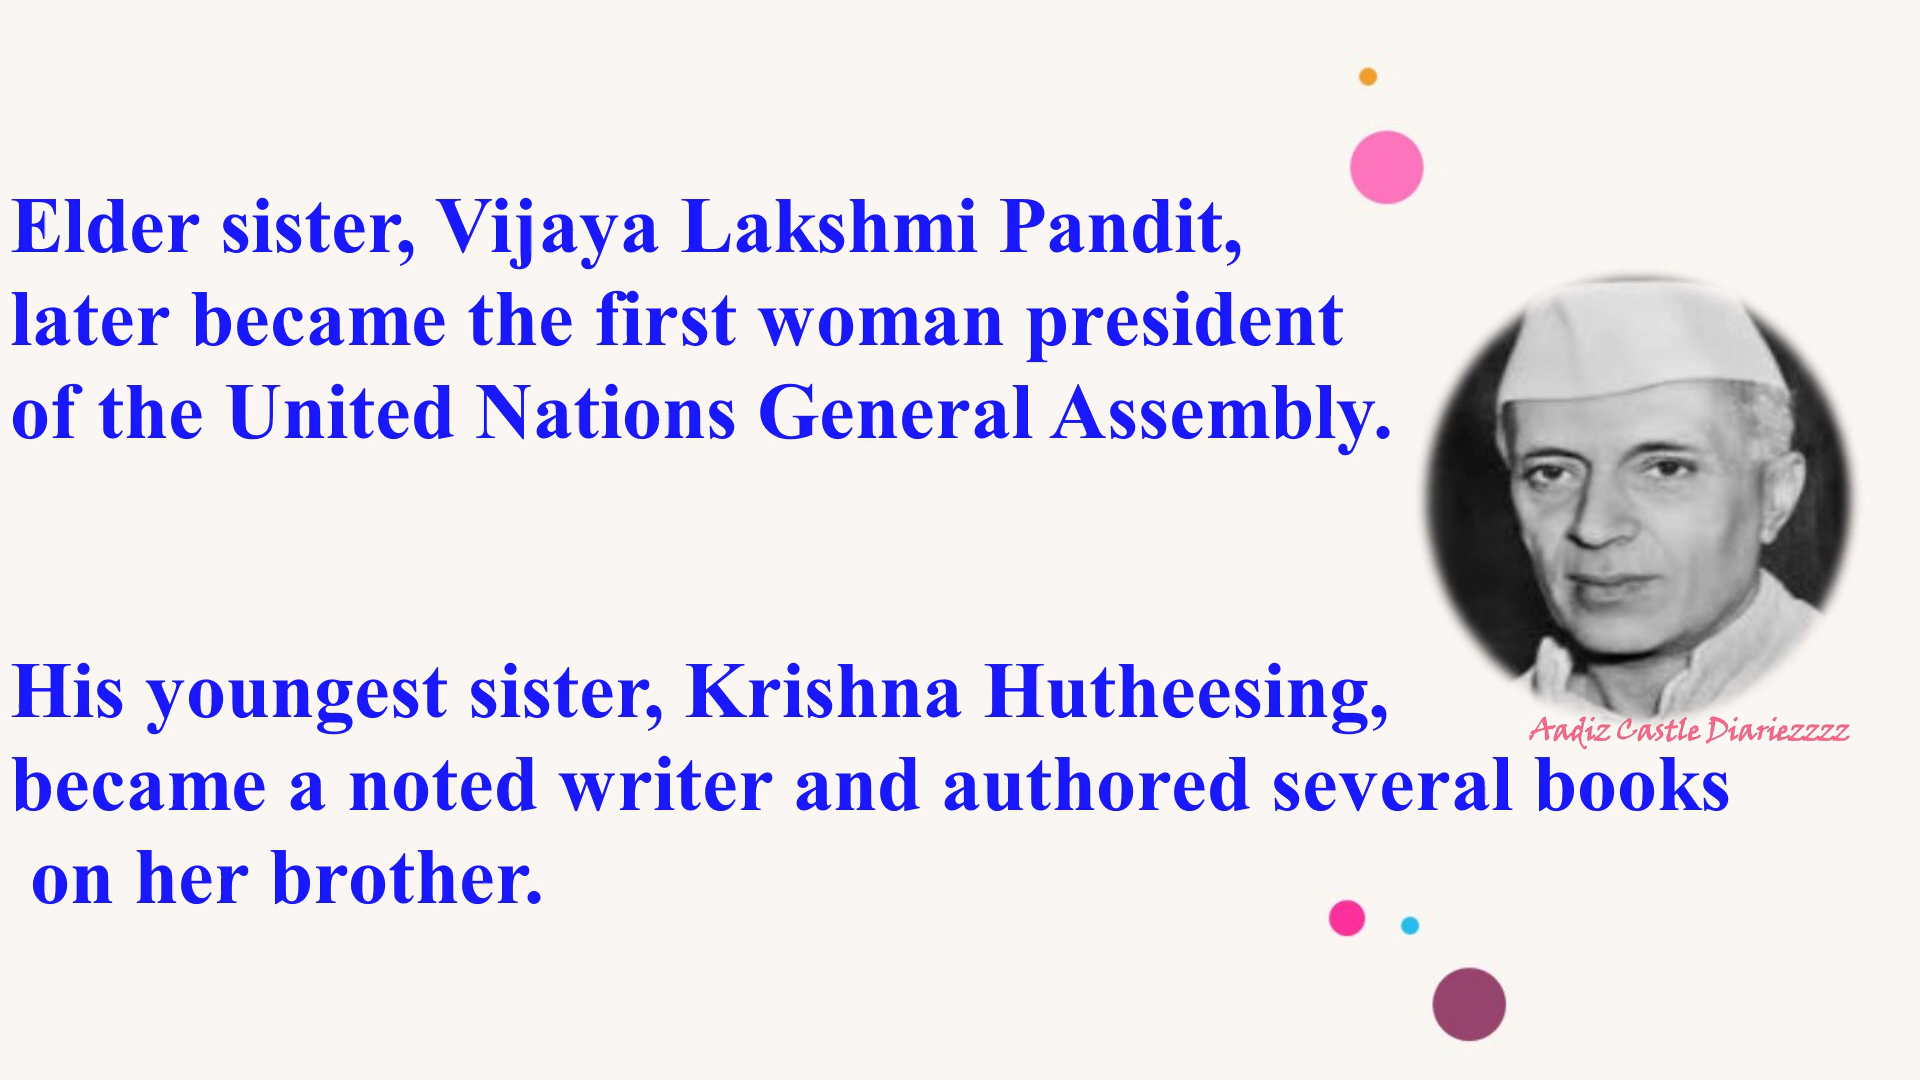 Elder sister, Vijaya Lakshmi Pandit,
later became the first woman president
of the United Nations General Assembly.
His youngest sister, Krishna Hutheesing,
Aadiz Castle Diariezzzz
became a noted writer and authored several books
on her brother.